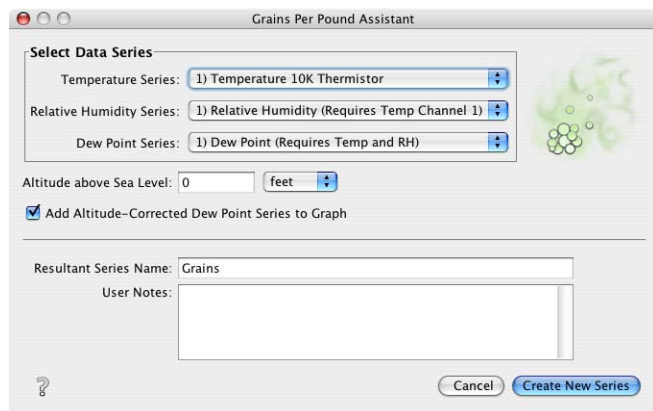 Grains Per Pound Assistant
Select Data Series
Temperature Series: 1) Temperature 10K Thermistor
Relative Humidity Series: 1) Relative Humidity (Requires Temp Channel 1)
Dew Point Series: 1) Dew Point (Requires Temp and RH)
Altitude above Sea Level: 0 feet
Add Altitude-Corrected Dew Point Series to Graph
Resultant Series Name: Grains
User Notes:
? Cancel Create New Series